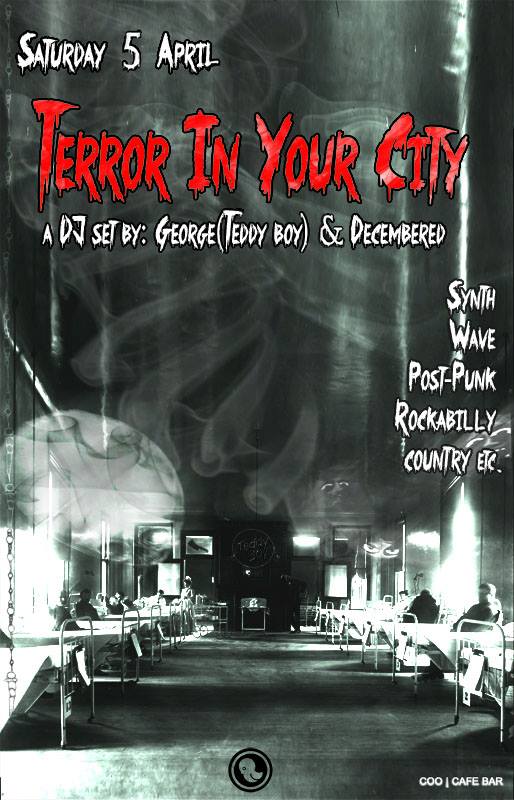 Saturday 5 April
Terror In Your City
a DJ set by: George(Teddy boy) & Decembered
Synth
Wave
Post-Punk
Rockabilly
country etc.
COO | CAFE BAR